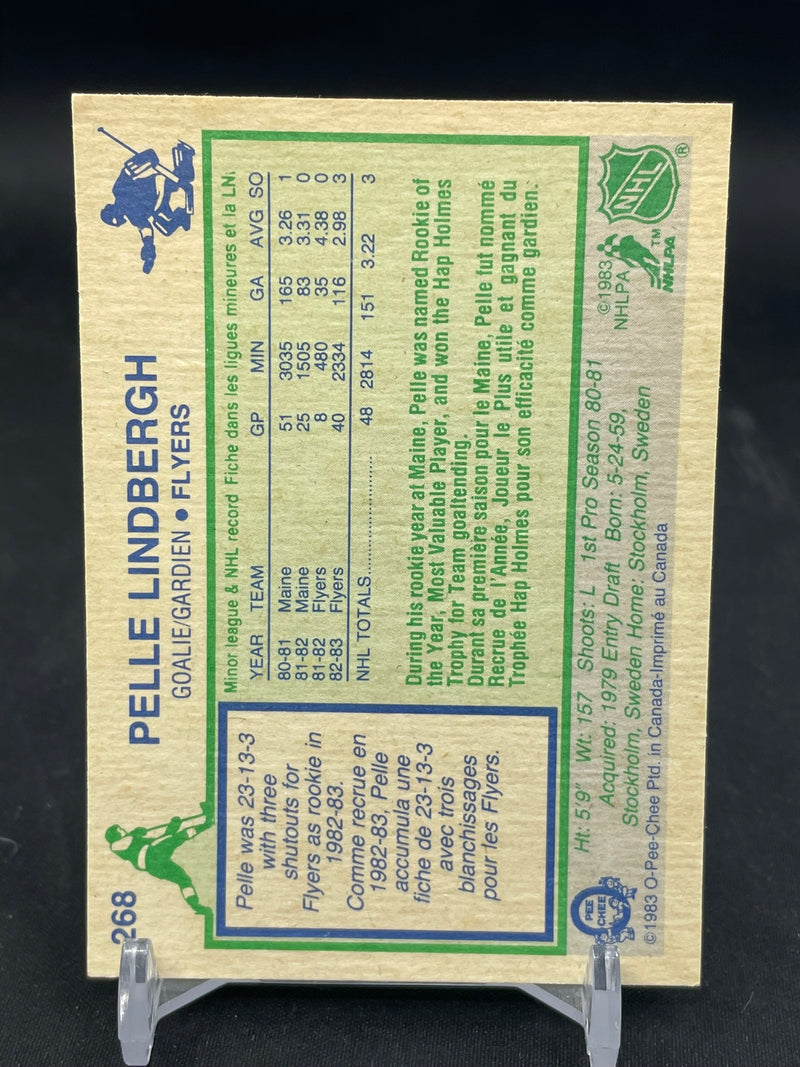 268
PELLE LINDBERGH
GOALIE/GARDIEN • FLYERS
Pelle was 23-13-3
with three
shutouts for
Flyers as rookie in
1982-83.
Comme recrue en
1982-83, Pelle
accumula une
fiche de 23-13-3
avec trois
blanchissages
pour les Flyers.
Minor league & NHL record Fiche dans les ligues mineures et la LN.
YEAR TEAM GP MIN GA AVG SO
80-81 Maine 51 3035 165 3.26 1
81-82 Maine 25 1505 83 3.31 0
81-82 Flyers 8 480 35 4.38 0
82-83 Flyers 40 2334 116 2.98 3
NHL TOTALS 48 2814 151 3.22 3
During his rookie year at Maine, Pelle was named Rookie of
the Year, Most Valuable Player, and won the Hap Holmes
Trophy for Team goaltending.
Durant sa première saison pour le Maine, Pelle fut nommé
Recrue de l'Année, Joueur le Plus utile et gagnant du
Trophée Hap Holmes pour son efficacité comme gardien.
Ht: 5'9" Wt: 157 Shoots: L 1st Pro Season 80-81
Acquired: 1979 Entry Draft Born: 5-24-59,
Stockholm, Sweden Home: Stockholm, Sweden
©1983 O-Pee-Chee Ptd. in Canada-Imprimé au Canada
O
PEE
CHEE
NHL ®
©1983
NHLPA
NHLPA ™